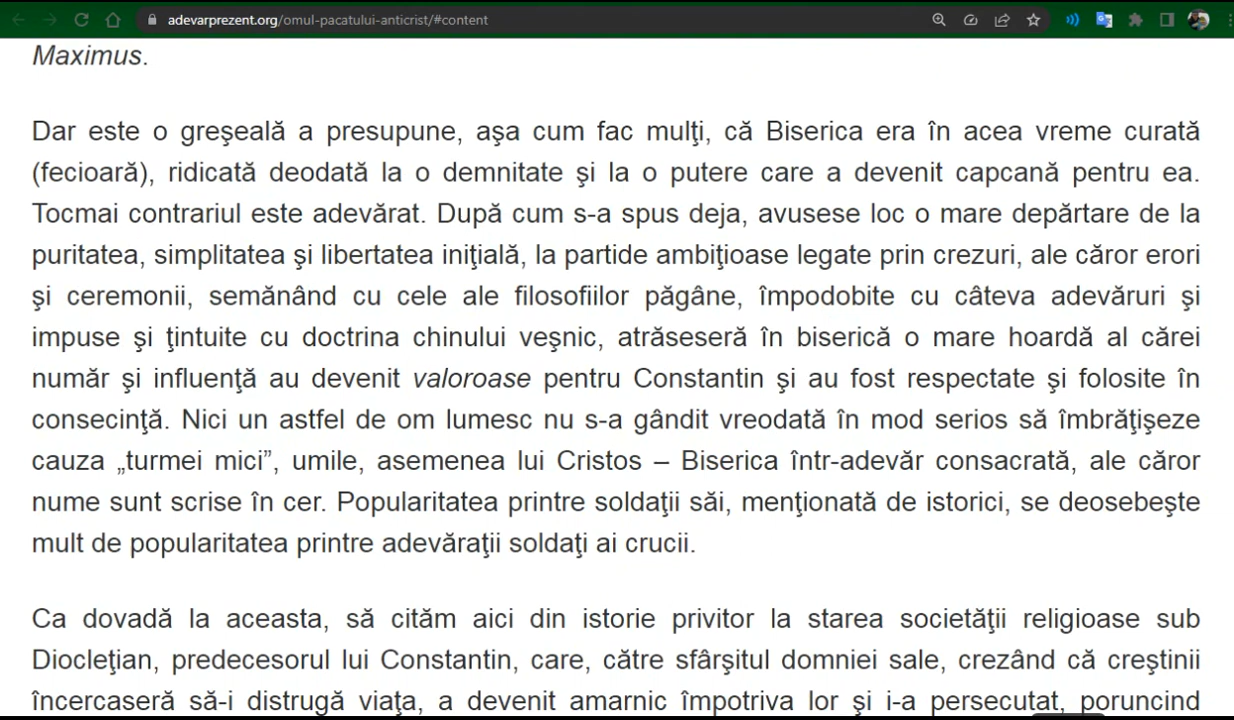 adevarprezent.org/omul-pacatului-anticrist/#content
Maximus.
Dar este o greşeală a presupune, aşa cum fac mulţi, că Biserica era în acea vreme curată
(fecioară), ridicată deodată la o demnitate şi la o putere care a devenit capcană pentru ea.
Tocmai contrariul este adevărat. După cum s-a spus deja, avusese loc o mare depărtare de la
puritatea, simplitatea şi libertatea iniţială, la partide ambiţioase legate prin crezuri, ale căror erori
şi ceremonii, semănând cu cele ale filosofiilor păgâne, împodobite cu câteva adevăruri şi
impuse şi ţintuite cu doctrina chinului veşnic, atrăseseră în biserică o mare hoardă al cărei
număr şi influenţă au devenit valoroase pentru Constantin şi au fost respectate şi folosite în
consecinţă. Nici un astfel de om lumesc nu s-a gândit vreodată în mod serios să îmbrăţişeze
cauza „turmei mici”, umile, asemenea lui Cristos – Biserica într-adevăr consacrată, ale căror
nume sunt scrise în cer. Popularitatea printre soldaţii săi, menţionată de istorici, se deosebeşte
mult de popularitatea printre adevăraţii soldaţi ai crucii.
Ca dovadă la aceasta, să cităm aici din istorie privitor la starea societăţii religioase sub
Diocleţian, predecesorul lui Constantin, care, către sfârşitul domniei sale, crezând că creştinii
încercaseră să-i distrugă viaţa, a devenit amarnic împotriva lor şi i-a persecutat, poruncind